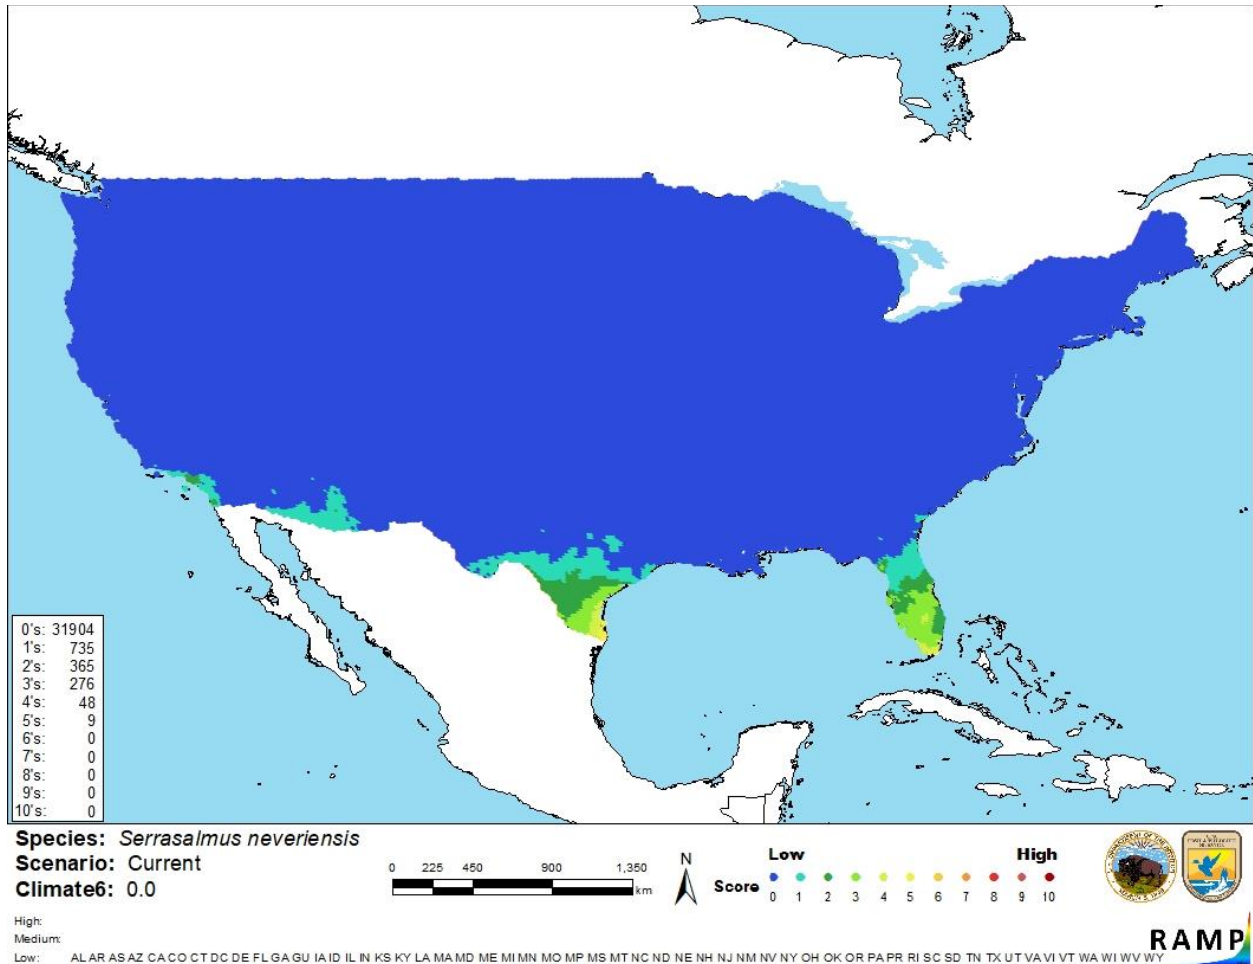 0's: 31904
1's: 735
2's: 365
3's: 276
4's: 48
5's: 9
6's: 0
7's: 0
8's: 0
9's: 0
10's: 0
Species: Serrasalmus neveriensis
Scenario: Current
Climate6: 0.0
0 225 450 900 1,350
km
N
Low High
Score
0 1 2 3 4 5 6 7 8 9 10
RAMP
High:
Medium:
Low: AL AR AS AZ CA CO CT DC DE FL GA GU IA ID IL IN KS KY LA MA MD ME MI MN MO MP MS MT NC ND NE NH NJ NM NV NY OH OK OR PA PR RI SC SD TN TX UT VA VI VT WA WI WV WY